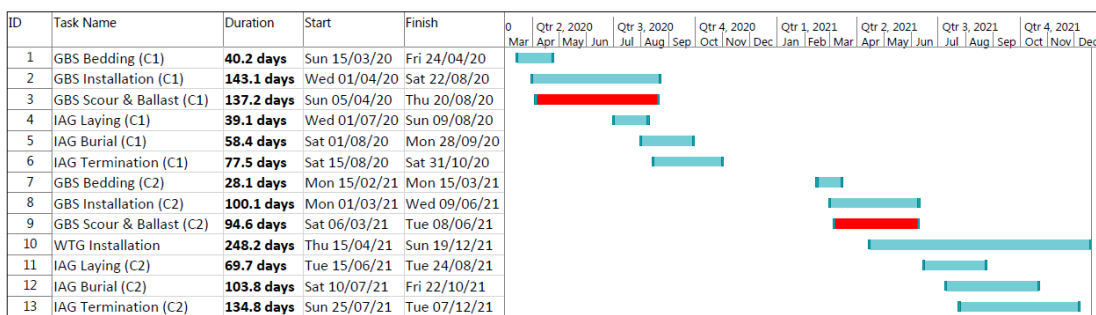 ID Task Name Duration Start Finish 0 Qtr 2, 2020 Qtr 3, 2020 Qtr 4, 2020 Qtr 1, 2021 Qtr 2, 2021 Qtr 3, 2021 Qtr 4, 2021
Mar Apr May Jun Jul Aug Sep Oct Nov Dec Jan Feb Mar Apr May Jun Jul Aug Sep Oct Nov De
1 GBS Bedding (C1) 40.2 days Sun 15/03/20 Fri 24/04/20
2 GBS Installation (C1) 143.1 days Wed 01/04/20 Sat 22/08/20
3 GBS Scour & Ballast (C1) 137.2 days Sun 05/04/20 Thu 20/08/20
4 IAG Laying (C1) 39.1 days Wed 01/07/20 Sun 09/08/20
5 IAG Burial (C1) 58.4 days Sat 01/08/20 Mon 28/09/20
6 IAG Termination (C1) 77.5 days Sat 15/08/20 Sat 31/10/20
7 GBS Bedding (C2) 28.1 days Mon 15/02/21 Mon 15/03/21
8 GBS Installation (C2) 100.1 days Mon 01/03/21 Wed 09/06/21
9 GBS Scour & Ballast (C2) 94.6 days Sat 06/03/21 Tue 08/06/21
10 WTG Installation 248.2 days Thu 15/04/21 Sun 19/12/21
11 IAG Laying (C2) 69.7 days Tue 15/06/21 Tue 24/08/21
12 IAG Burial (C2) 103.8 days Sat 10/07/21 Fri 22/10/21
13 IAG Termination (C2) 134.8 days Sun 25/07/21 Tue 07/12/21